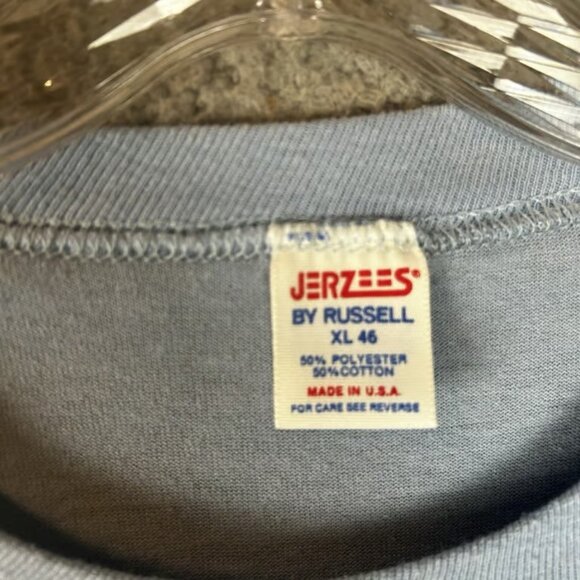 JERZEES®
BY RUSSELL
XL 46
50% POLYESTER
50% COTTON
MADE IN U.S.A.
FOR CARE SEE REVERSE